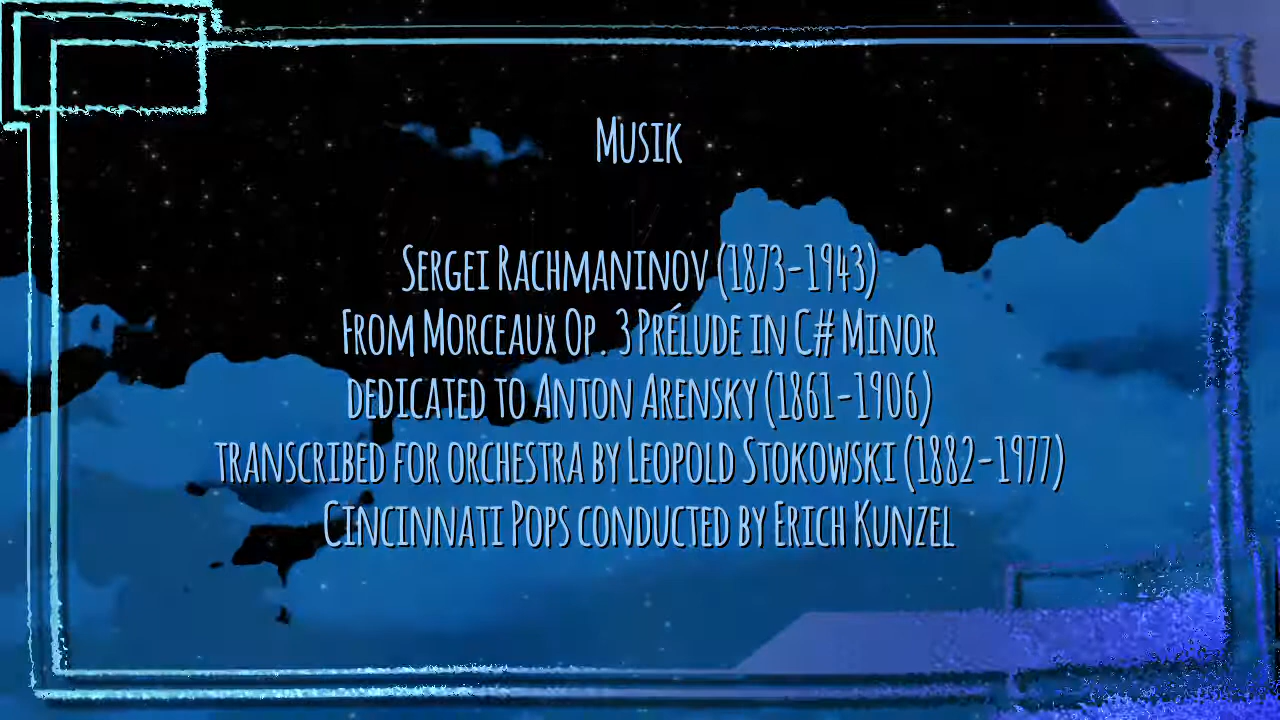 Musik
Sergei Rachmaninov (1873-1943)
From Morceaux Op. 3 Prélude in C# Minor
dedicated to Anton Arensky (1861-1906)
transcribed for orchestra by Leopold Stokowski (1882-1977)
Cincinnati Pops conducted by Erich Kunzel